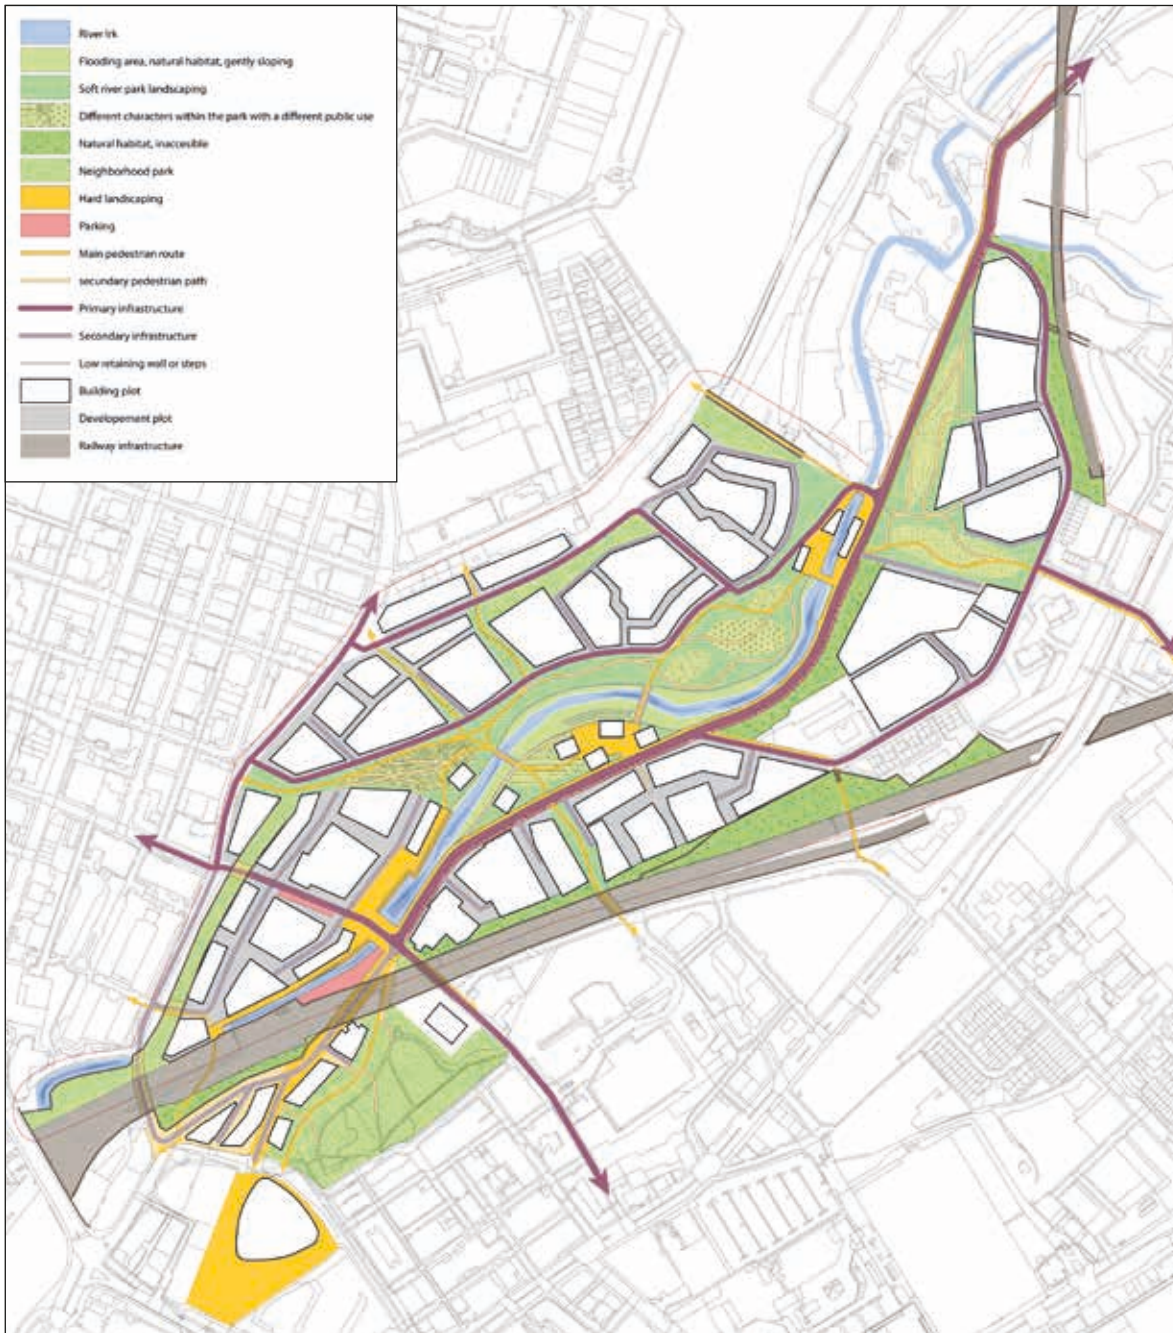 River Irk
Flooding area, natural habitat, gently sloping
Soft river park landscaping
Different characters within the park with a different public use
Natural habitat, inaccesible
Neighborhood park
Hard landscaping
Parking
Main pedestrian route
secundary pedestrian path
Primary infrastructure
Secondary infrastructure
Low retaining wall or steps
Building plot
Developement plot
Railway infrastructure